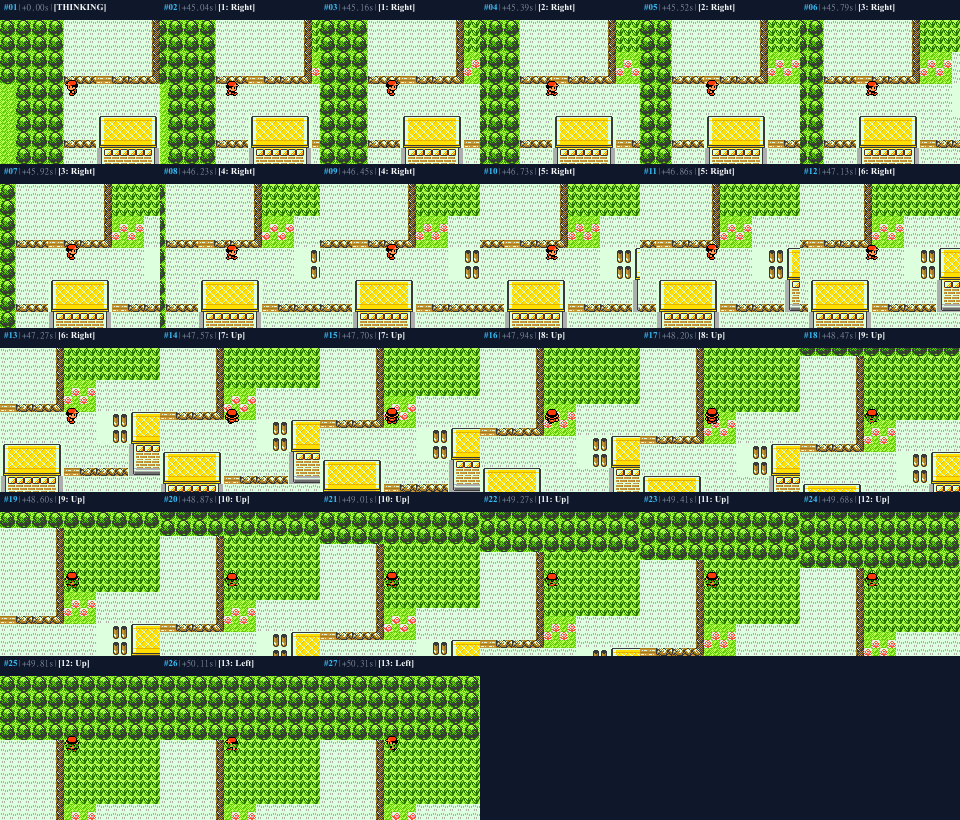 #01|+0.00s|[THINKING] #02|+45.04s|[1: Right] #03|+45.16s|[1: Right] #04|+45.39s|[2: Right] #05|+45.52s|[2: Right] #06|+45.79s|[3: Right]
#07|+45.92s|[3: Right] #08|+46.23s|[4: Right] #09|+46.45s|[4: Right] #10|+46.73s|[5: Right] #11|+46.86s|[5: Right] #12|+47.13s|[6: Right]
#13|+47.27s|[6: Right] #14|+47.57s|[7: Up] #15|+47.70s|[7: Up] #16|+47.94s|[8: Up] #17|+48.20s|[8: Up] #18|+48.47s|[9: Up]
#19|+48.60s|[9: Up] #20|+48.87s|[10: Up] #21|+49.01s|[10: Up] #22|+49.27s|[11: Up] #23|+49.41s|[11: Up] #24|+49.68s|[12: Up]
#25|+49.81s|[12: Up] #26|+50.11s|[13: Left] #27|+50.31s|[13: Left]